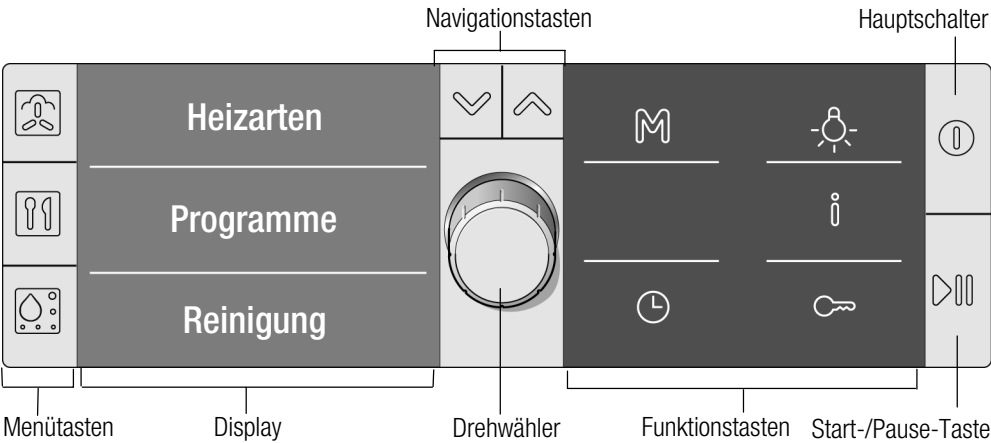 Navigationstasten
Hauptschalter
Heizarten
Programme
Reinigung
M
i
Menütasten
Display
Drehwähler
Funktionstasten
Start-/Pause-Taste